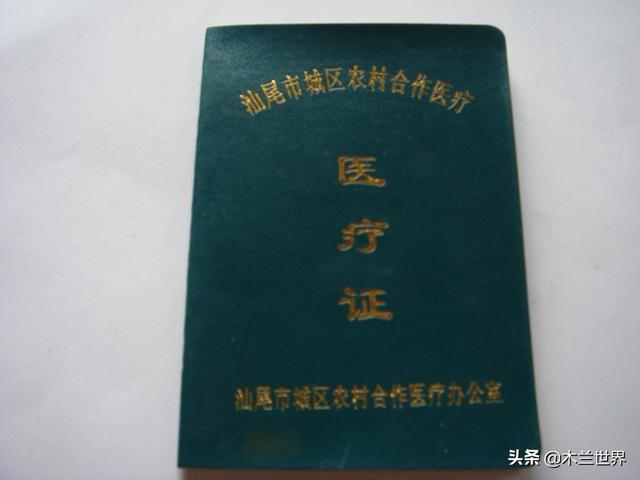 汕尾市城区农村合作医疗
医
疗
证
汕尾市城区农村合作医疗办公室
头条 @木兰世界